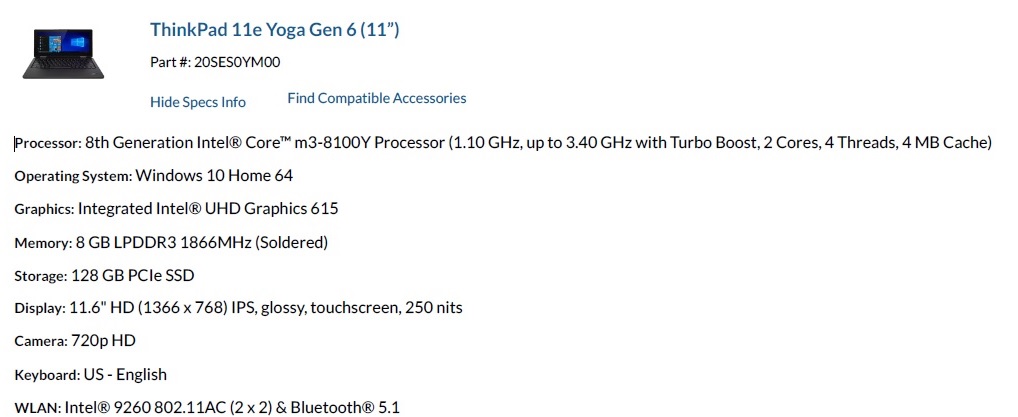 ThinkPad 11e Yoga Gen 6 (11”)
Part #: 20SES0YM00
Hide Specs Info
Find Compatible Accessories
Processor: 8th Generation Intel® Core™ m3-8100Y Processor (1.10 GHz, up to 3.40 GHz with Turbo Boost, 2 Cores, 4 Threads, 4 MB Cache)
Operating System: Windows 10 Home 64
Graphics: Integrated Intel® UHD Graphics 615
Memory: 8 GB LPDDR3 1866MHz (Soldered)
Storage: 128 GB PCIe SSD
Display: 11.6" HD (1366 x 768) IPS, glossy, touchscreen, 250 nits
Camera: 720p HD
Keyboard: US - English
WLAN: Intel® 9260 802.11AC (2 x 2) & Bluetooth® 5.1